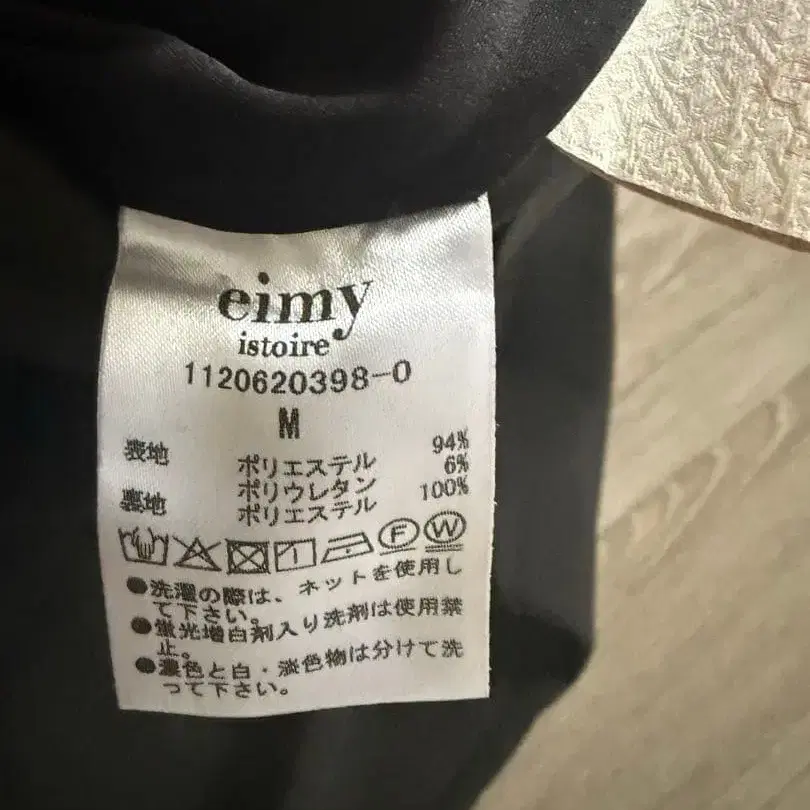 eimy
istoire
1120620398-0
M
表地 ポリエステル 94%
ポリウレタン 6%
裏地 ポリエステル 100%
F W
●洗濯の際は、ネットを使用し
て下さい。
●蛍光増白剤入り洗剤は使用禁
止。
●濃色と白・淡色物は分けて洗
って下さい。